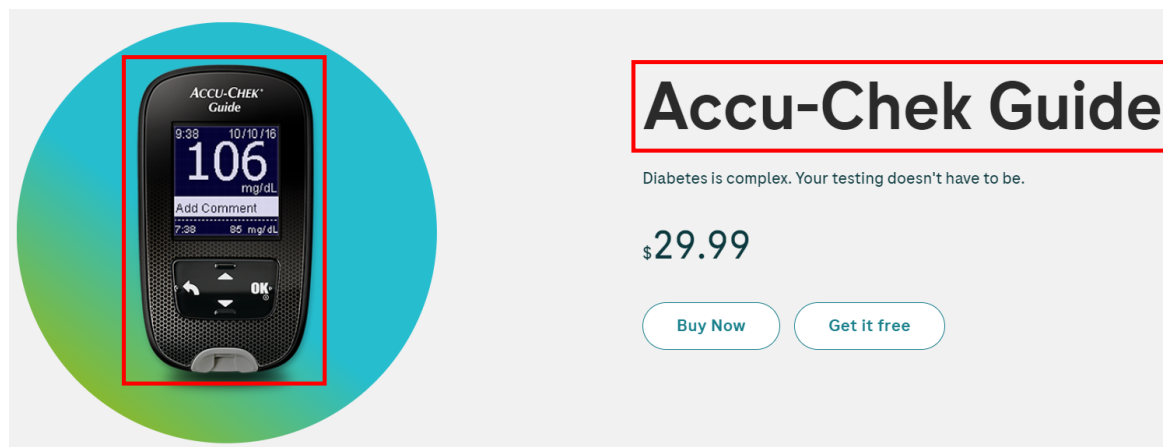 ACCU-CHEK®
Guide
9:38 10/10/16
106
mg/dL
Add Comment
7:38 85 mg/dL
OK
Accu-Chek Guide
Diabetes is complex. Your testing doesn't have to be.
$29.99
Buy Now Get it free